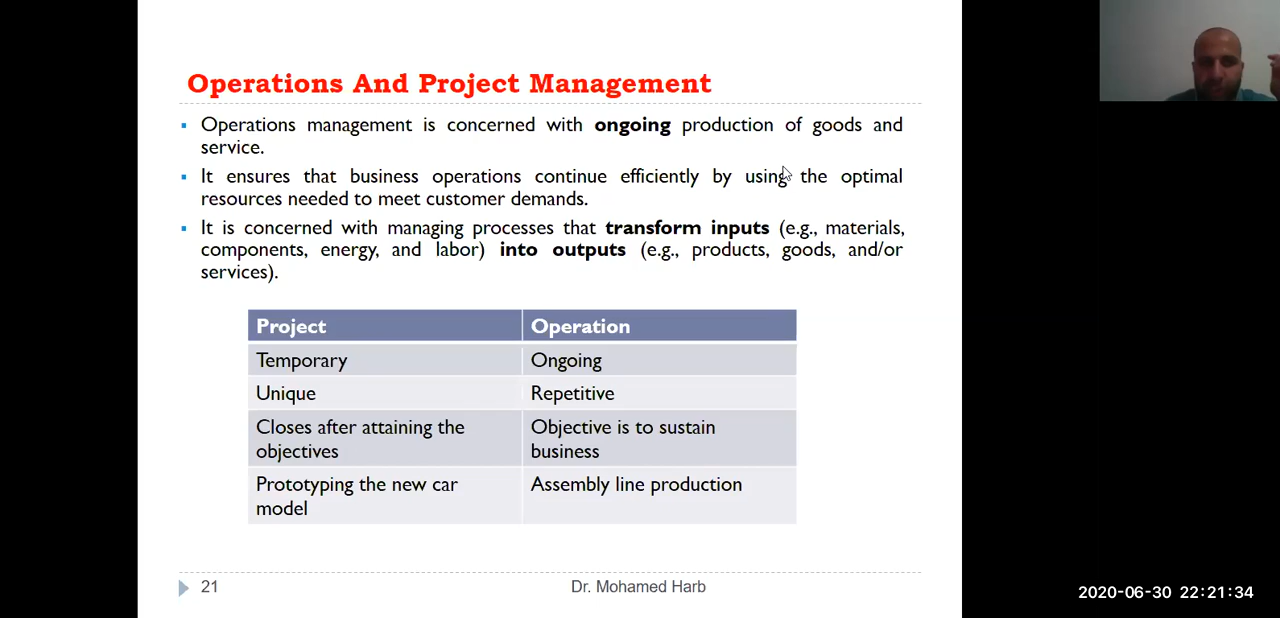 Operations And Project Management
Operations management is concerned with ongoing production of goods and
service.
It ensures that business operations continue efficiently by using the optimal
resources needed to meet customer demands.
It is concerned with managing processes that transform inputs (e.g., materials,
components, energy, and labor) into outputs (e.g., products, goods, and/or
services).
Project Operation
Temporary Ongoing
Unique Repetitive
Closes after attaining the Objective is to sustain
objectives business
Prototyping the new car Assembly line production
model
21 Dr. Mohamed Harb
2020-06-30 22:21:34